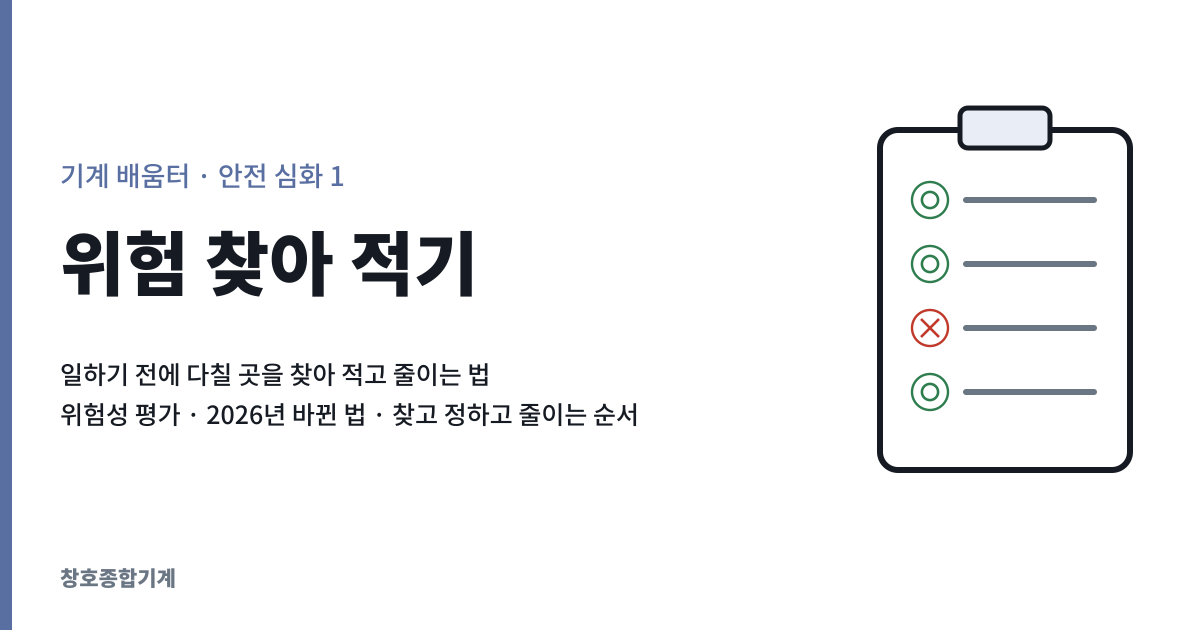 기계 배움터 · 안전 심화 1
위험 찾아 적기
일하기 전에 다칠 곳을 찾아 적고 줄이는 법
위험성 평가 · 2026년 바뀐 법 · 찾고 정하고 줄이는 순서
창호종합기계